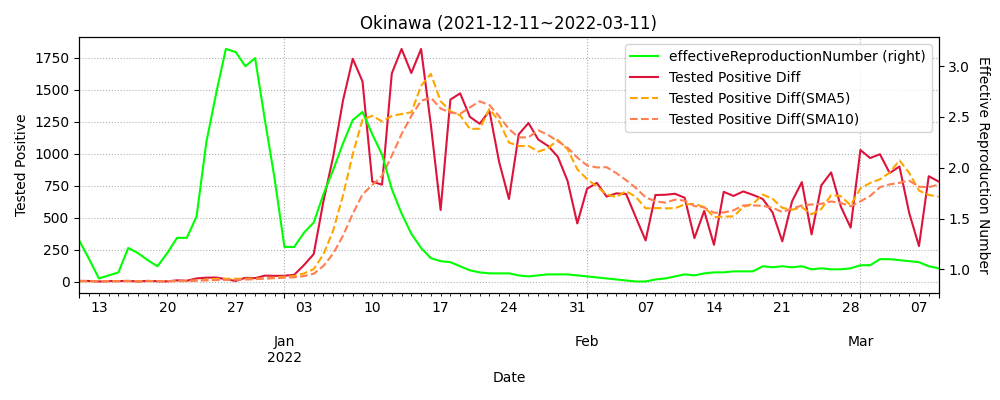 Okinawa (2021-12-11~2022-03-11)
effectiveReproductionNumber (right)
Tested Positive Diff
Tested Positive Diff(SMA5)
Tested Positive Diff(SMA10)
Tested Positive
1750
1500
1250
1000
750
500
250
0
Effective Reproduction Number
3.0
2.5
2.0
1.5
1.0
13 20 27 03 10 17 24 31 07 14 21 28 07
Jan Feb Mar
2022
Date